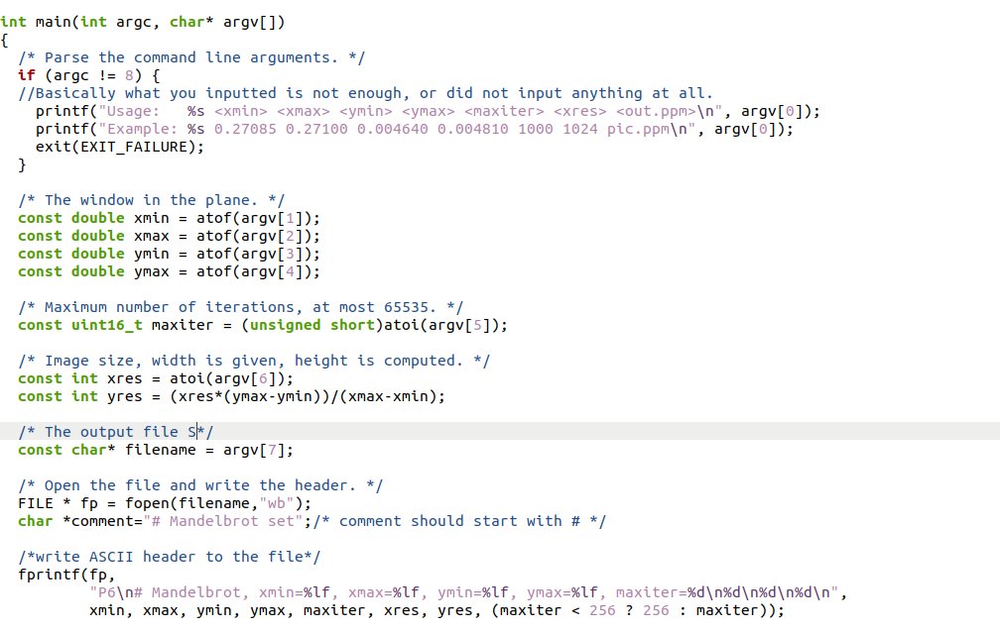 int main(int argc, char* argv[])
{
  /* Parse the command line arguments. */
  if (argc != 8) {
  //Basically what you inputted is not enough, or did not input anything at all.
    printf("Usage:   %s <xmin> <xmax> <ymin> <ymax> <maxiter> <xres> <out.ppm>\n", argv[0]);
    printf("Example: %s 0.27085 0.27100 0.004640 0.004810 1000 1024 pic.ppm\n", argv[0]);
    exit(EXIT_FAILURE);
  }

  /* The window in the plane. */
  const double xmin = atof(argv[1]);
  const double xmax = atof(argv[2]);
  const double ymin = atof(argv[3]);
  const double ymax = atof(argv[4]);

  /* Maximum number of iterations, at most 65535. */
  const uint16_t maxiter = (unsigned short)atoi(argv[5]);

  /* Image size, width is given, height is computed. */
  const int xres = atoi(argv[6]);
  const int yres = (xres*(ymax-ymin))/(xmax-xmin);

  /* The output file S*/
  const char* filename = argv[7];

  /* Open the file and write the header. */
  FILE * fp = fopen(filename,"wb");
  char *comment="# Mandelbrot set";/* comment should start with # */

  /*write ASCII header to the file*/
  fprintf(fp,
          "P6\n# Mandelbrot, xmin=%lf, xmax=%lf, ymin=%lf, ymax=%lf, maxiter=%d\n%d\n%d\n%d\n",
          xmin, xmax, ymin, ymax, maxiter, xres, yres, (maxiter < 256 ? 256 : maxiter));